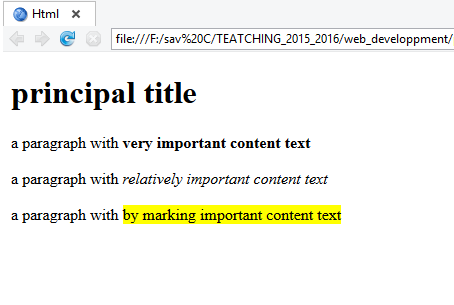 Html
file:///F:/sav%20C/TEATCHING_2015_2016/web_developpment/
principal title
a paragraph with very important content text
a paragraph with relatively important content text
a paragraph with by marking important content text